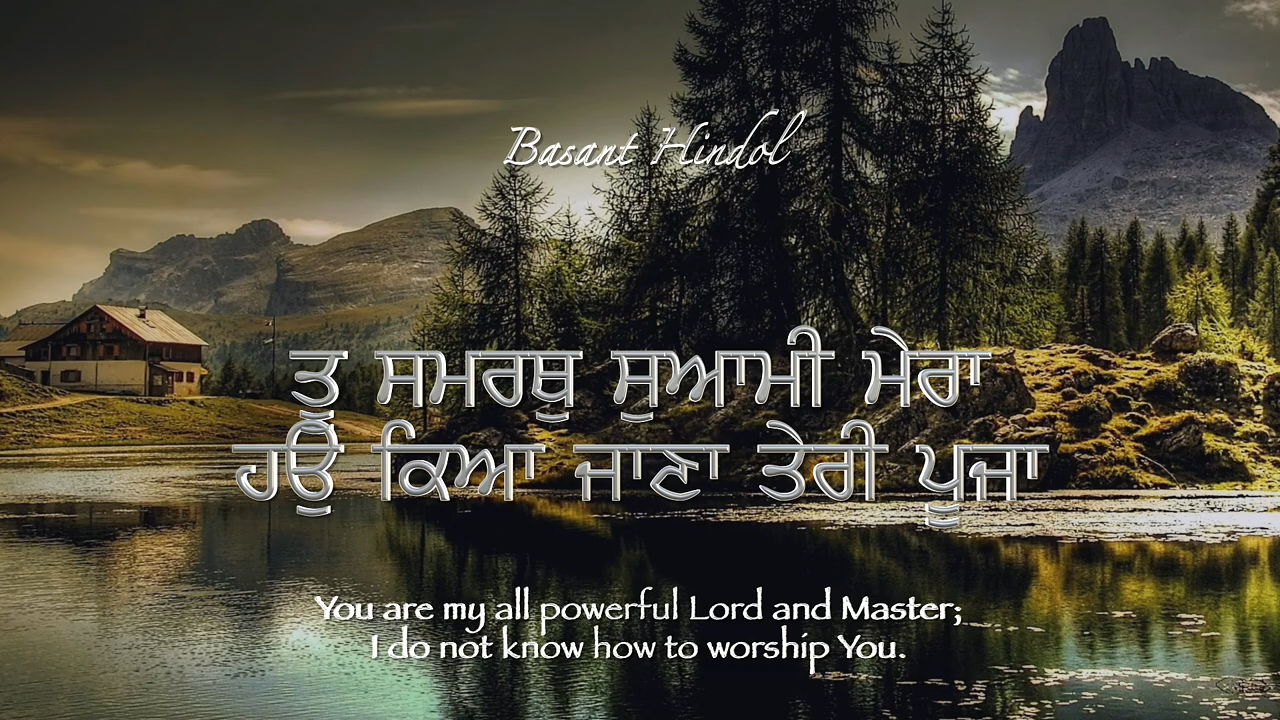 Basant Hindol
ਤੂ ਸਮਰਥੁ ਸੁਆਮੀ ਮੇਰਾ
ਹਉ ਕਿਆ ਜਾਣਾ ਤੇਰੀ ਪੂਜਾ
You are my all powerful Lord and Master;
I do not know how to worship You.